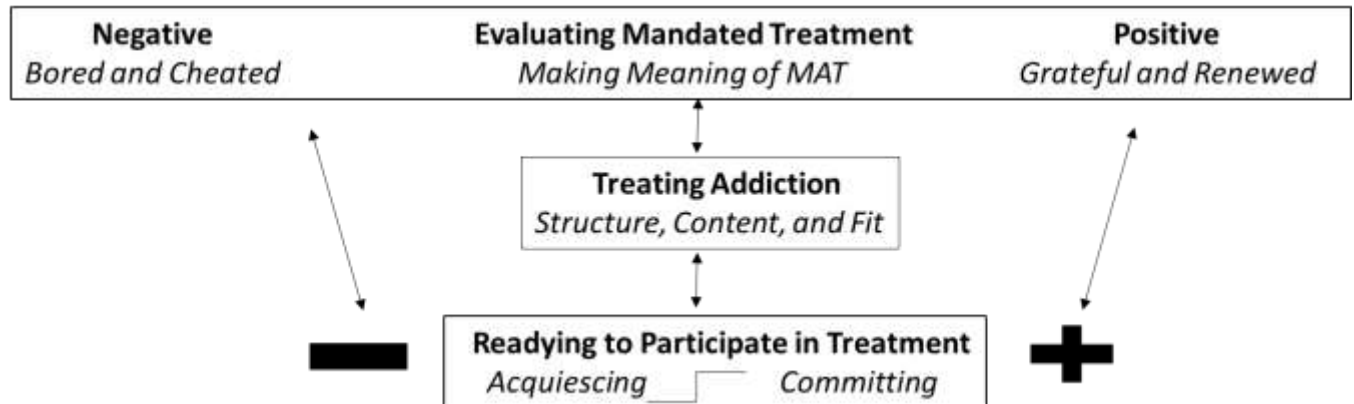 Negative Evaluating Mandated Treatment Positive
Bored and Cheated Making Meaning of MAT Grateful and Renewed
Treating Addiction
Structure, Content, and Fit
Readying to Participate in Treatment
Acquiescing Committing